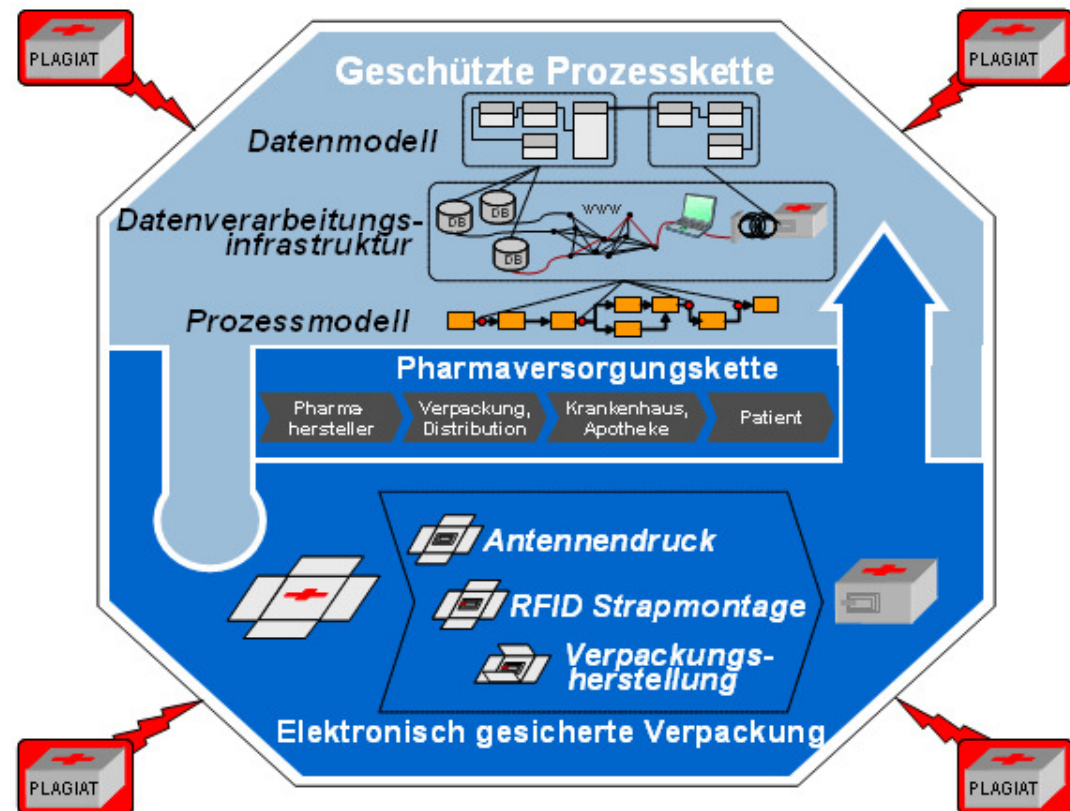 PLAGIAT
PLAGIAT
Geschützte Prozesskette
Datenmodell
Datenverarbeitungs-
infrastruktur
DB
DB
DB
www
Prozessmodell
Pharmaversorgungskette
Pharma
hersteller
Verpackung,
Distribution
Krankenhaus,
Apotheke
Patient
Antennendruck
RFID Strapmontage
Verpackungs-
herstellung
Elektronisch gesicherte Verpackung
PLAGIAT
PLAGIAT